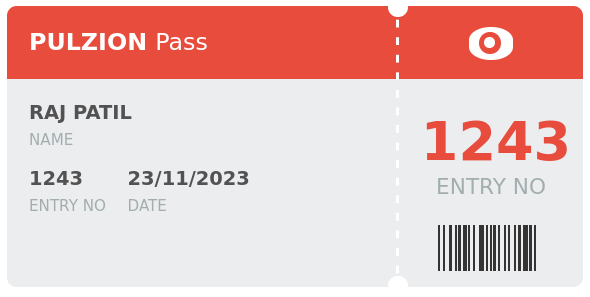 PULZION Pass
RAJ PATIL
NAME
1243 23/11/2023
ENTRY NO DATE
1243
ENTRY NO